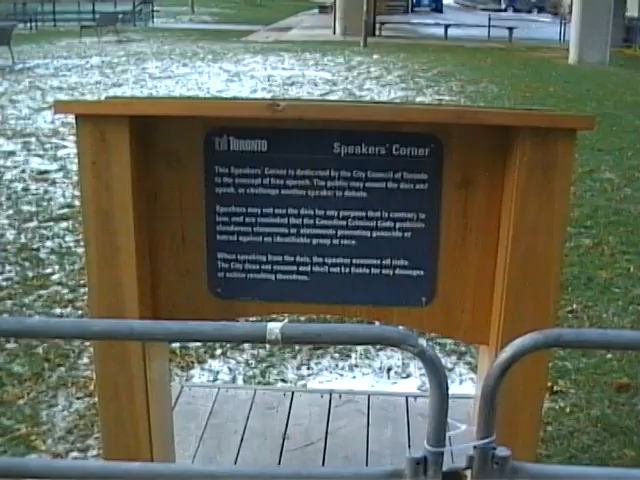 TORONTO
Speakers' Corner
This Speakers' Corner is dedicated by the City Council of Toronto
to the concept of free speech. The public may mount the dais and
speak, or challenge another speaker to debate.
Speakers may not use the dais for any purpose that is contrary to
law, and are reminded that the Canadian Criminal Code prohibits
slanderous statements or statements promoting genocide or
hatred against an identifiable group or race.
When speaking from the dais, the speaker assumes all risks.
The City does not assume and shall not be liable for any damages
or action resulting therefrom.